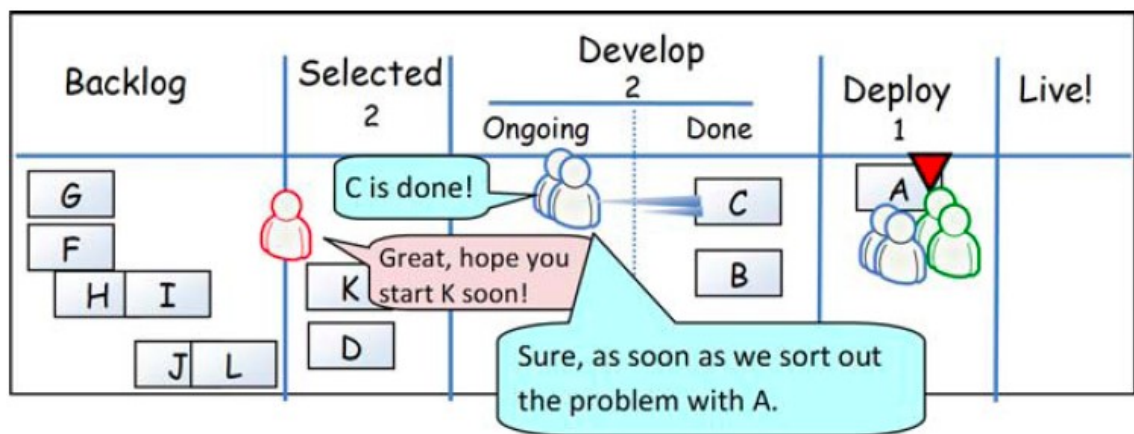 Backlog
Selected
2
Develop
2
Ongoing
Done
Deploy
1
Live!
G
F
H
I
J
L
K
D
C is done!
Great, hope you
start K soon!
Sure, as soon as we sort out
the problem with A.
C
B
A